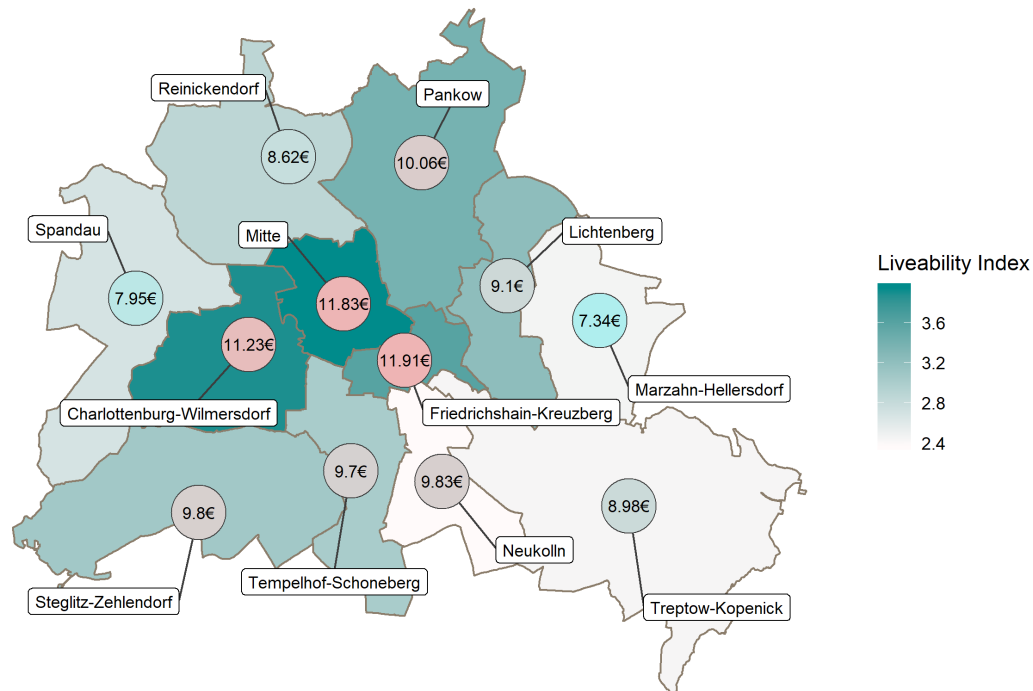 Reinickendorf
Pankow
8.62€
10.06€
Spandau
Mitte
Lichtenberg
7.95€
11.83€
9.1€
7.34€
11.23€
11.91€
Marzahn-Hellersdorf
Charlottenburg-Wilmersdorf
Friedrichshain-Kreuzberg
9.7€
9.83€
9.8€
8.98€
Neukolln
Tempelhof-Schoneberg
Steglitz-Zehlendorf
Treptow-Kopenick
Liveability Index
3.6
3.2
2.8
2.4